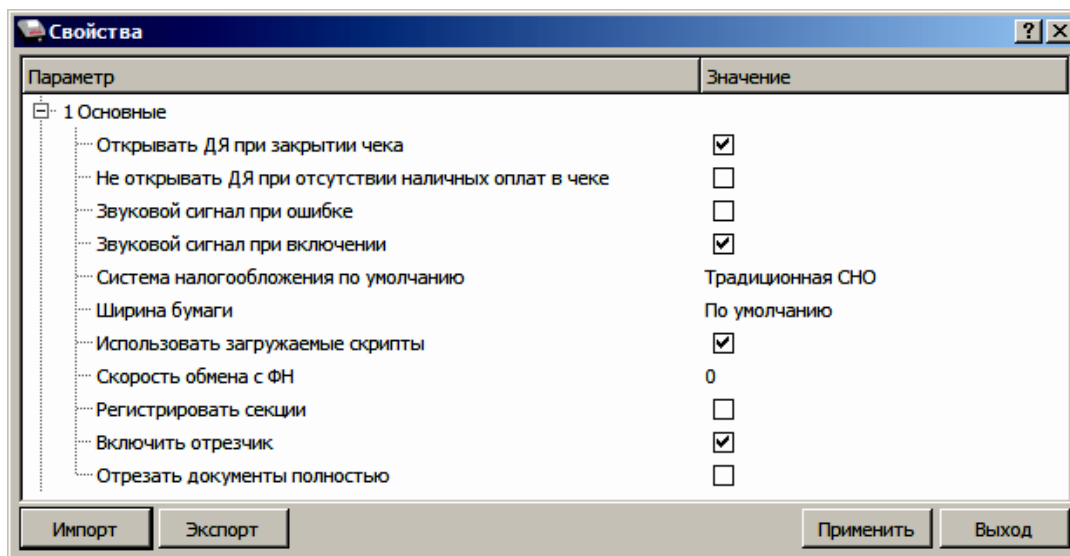 Свойства
Параметр Значение
1 Основные
Открывать ДЯ при закрытии чека
Не открывать ДЯ при отсутствии наличных оплат в чеке
Звуковой сигнал при ошибке
Звуковой сигнал при включении
Система налогообложения по умолчанию Традиционная СНО
Ширина бумаги По умолчанию
Использовать загружаемые скрипты
Скорость обмена с ФН 0
Регистрировать секции
Включить отрезчик
Отрезать документы полностью
Импорт Экспорт Применить Выход